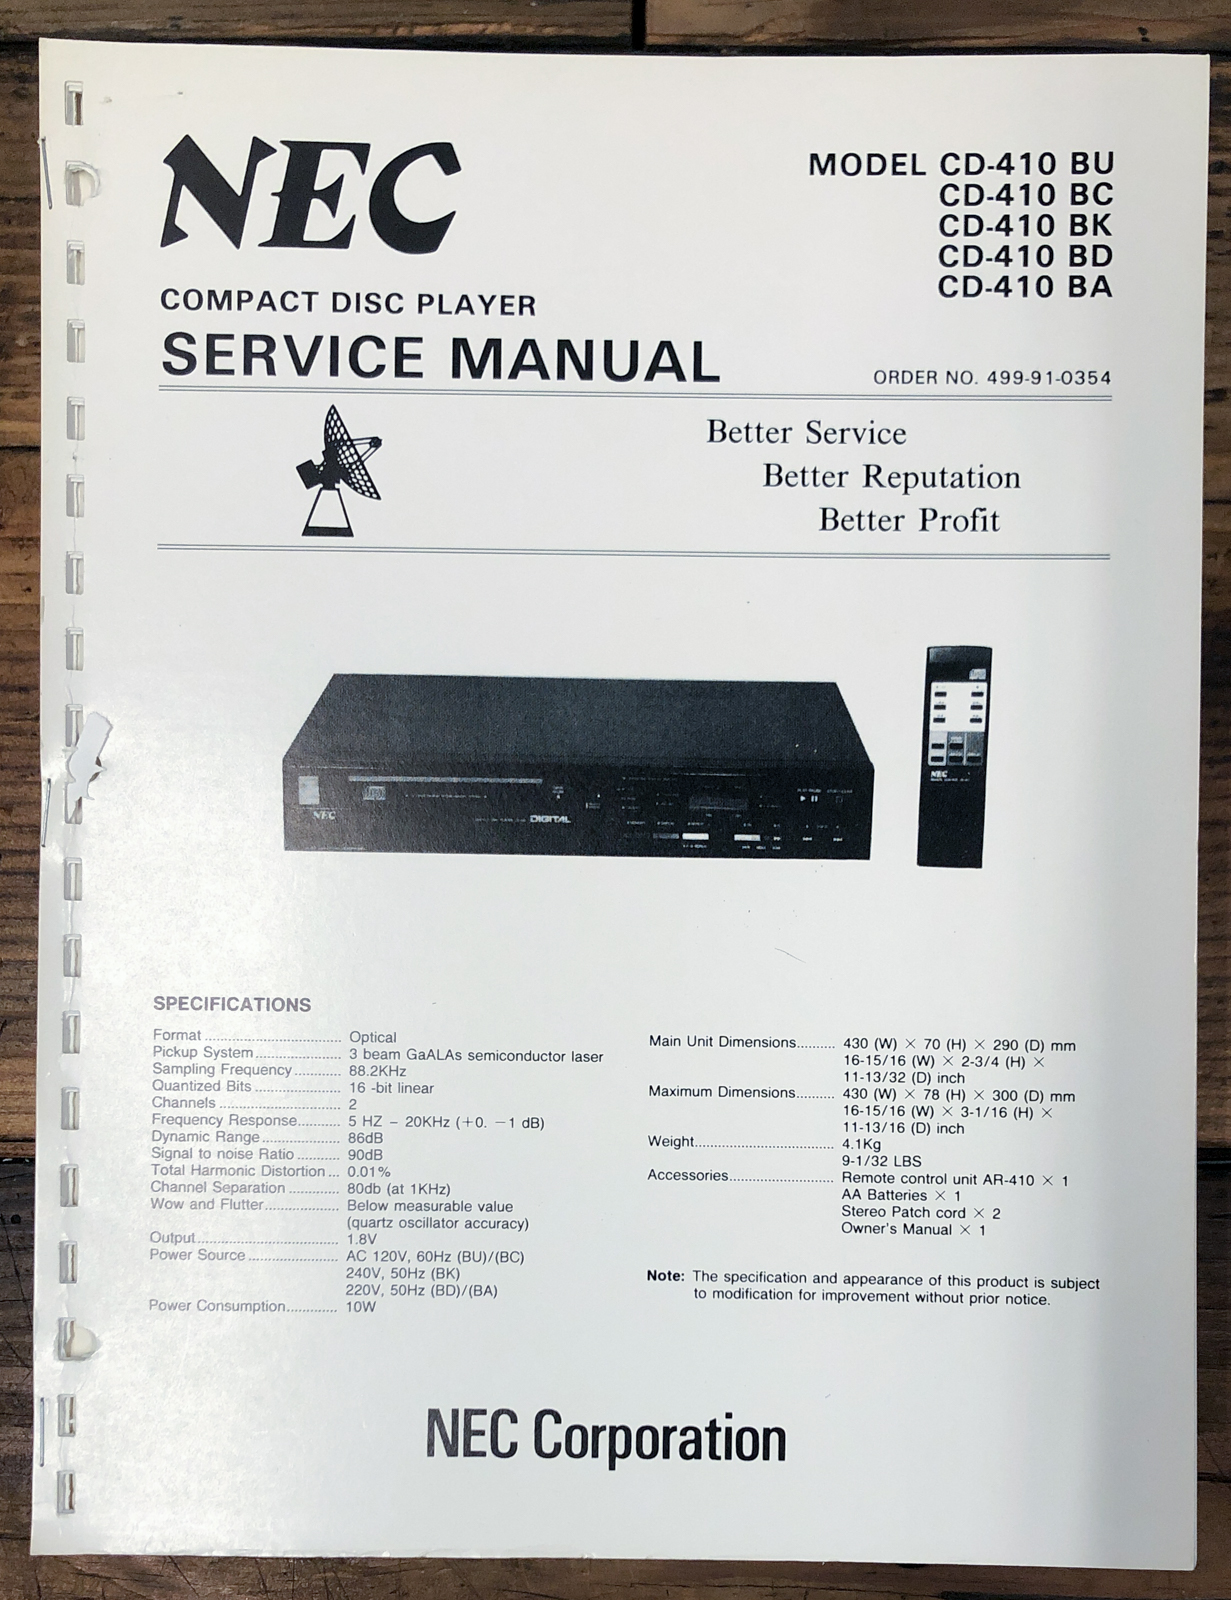 NEC
MODEL CD-410 BU
CD-410 BC
CD-410 BK
CD-410 BD
CD-410 BA
COMPACT DISC PLAYER
SERVICE MANUAL
ORDER NO. 499-91-0354
Better Service
Better Reputation
Better Profit
NEC
DIGITAL
NEC
SPECIFICATIONS
Format ................................. Optical
Pickup System..................... 3 beam GaALAs semiconductor laser
Sampling Frequency............ 88.2KHz
Quantized Bits ..................... 16 -bit linear
Channels .............................. 2
Frequency Response........... 5 HZ – 20KHz (+0. −1 dB)
Dynamic Range.................... 86dB
Signal to noise Ratio ........... 90dB
Total Harmonic Distortion ... 0.01%
Channel Separation ............. 80db (at 1KHz)
Wow and Flutter................... Below measurable value
(quartz oscillator accuracy)
Output................................... 1.8V
Power Source ...................... AC 120V, 60Hz (BU)/(BC)
240V, 50Hz (BK)
220V, 50Hz (BD)/(BA)
Power Consumption............. 10W
Main Unit Dimensions.......... 430 (W) × 70 (H) × 290 (D) mm
16-15/16 (W) × 2-3/4 (H) ×
11-13/32 (D) inch
Maximum Dimensions.......... 430 (W) × 78 (H) × 300 (D) mm
16-15/16 (W) × 3-1/16 (H) ×
11-13/16 (D) inch
Weight................................... 4.1Kg
9-1/32 LBS
Accessories.......................... Remote control unit AR-410 × 1
AA Batteries × 1
Stereo Patch cord × 2
Owner's Manual × 1
Note: The specification and appearance of this product is subject
to modification for improvement without prior notice.
NEC Corporation